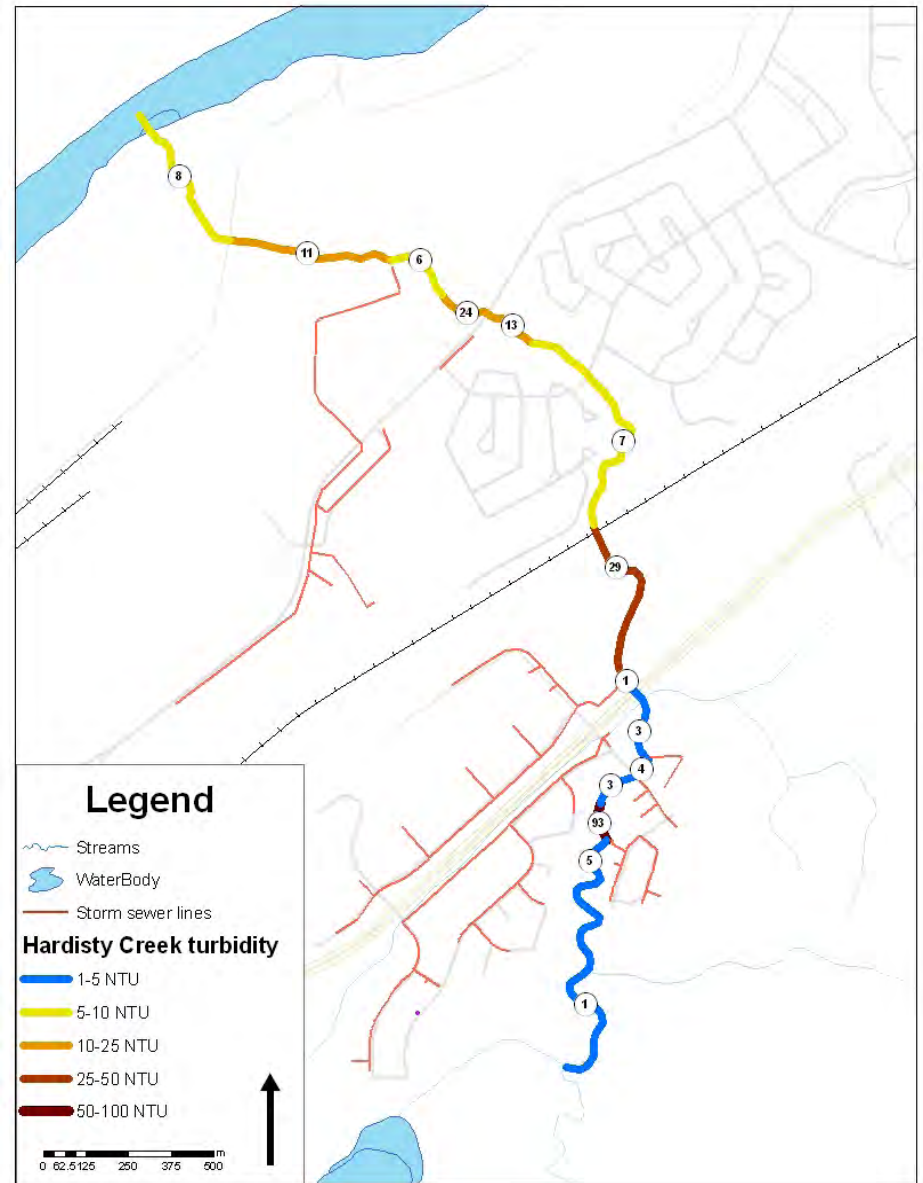 8
11
6
24
13
7
29
1
3
4
3
93
5
1
Legend
Streams
WaterBody
Storm sewer lines
Hardisty Creek turbidity
1-5 NTU
5-10 NTU
10-25 NTU
25-50 NTU
50-100 NTU
m
0 62.5 125 250 375 500